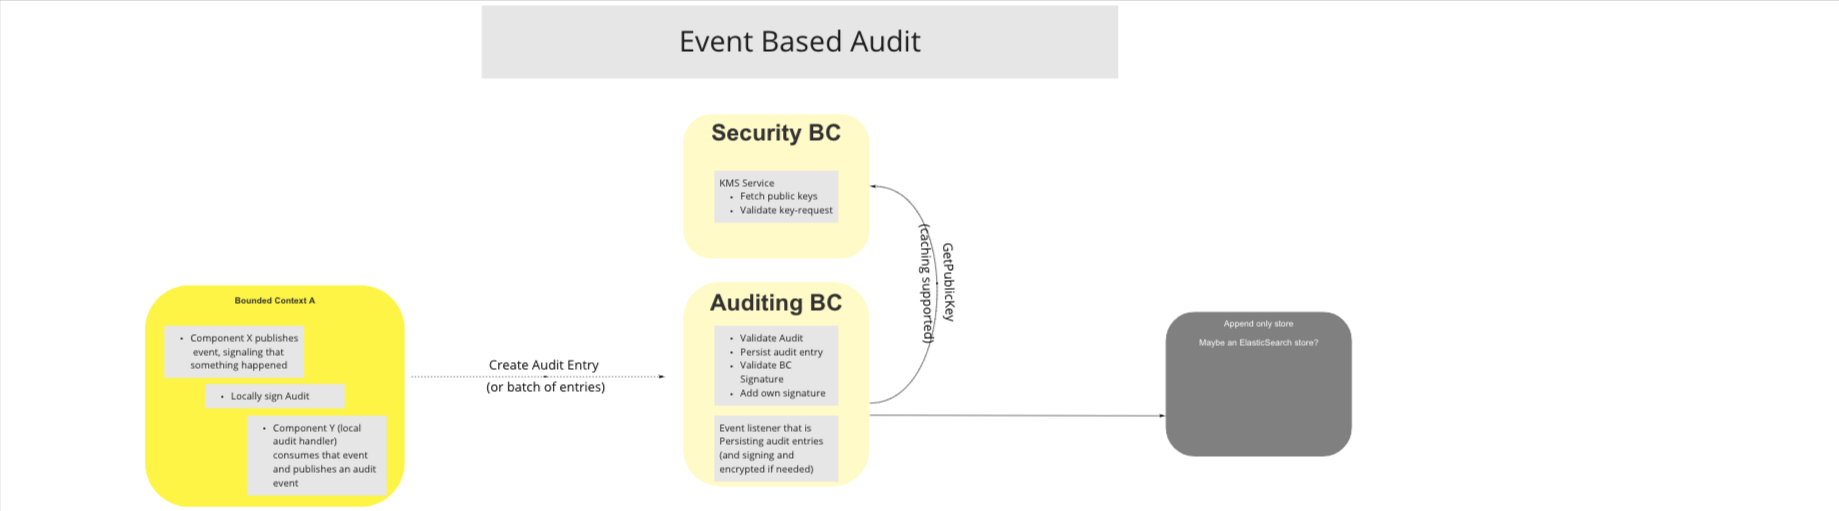 Event Based Audit
Security BC
KMS Service
• Fetch public keys
• Validate key-request
GetPublicKey
(caching supported)
Bounded Context A
• Component X publishes
event, signaling that
something happened
• Locally sign Audit
• Component Y (local
audit handler)
consumes that event
and publishes an audit
event
Create Audit Entry
(or batch of entries)
Auditing BC
• Validate Audit
• Persist audit entry
• Validate BC
Signature
• Add own signature
Event listener that is
Persisting audit entries
(and signing and
encrypted if needed)
Append only store
Maybe an ElasticSearch store?